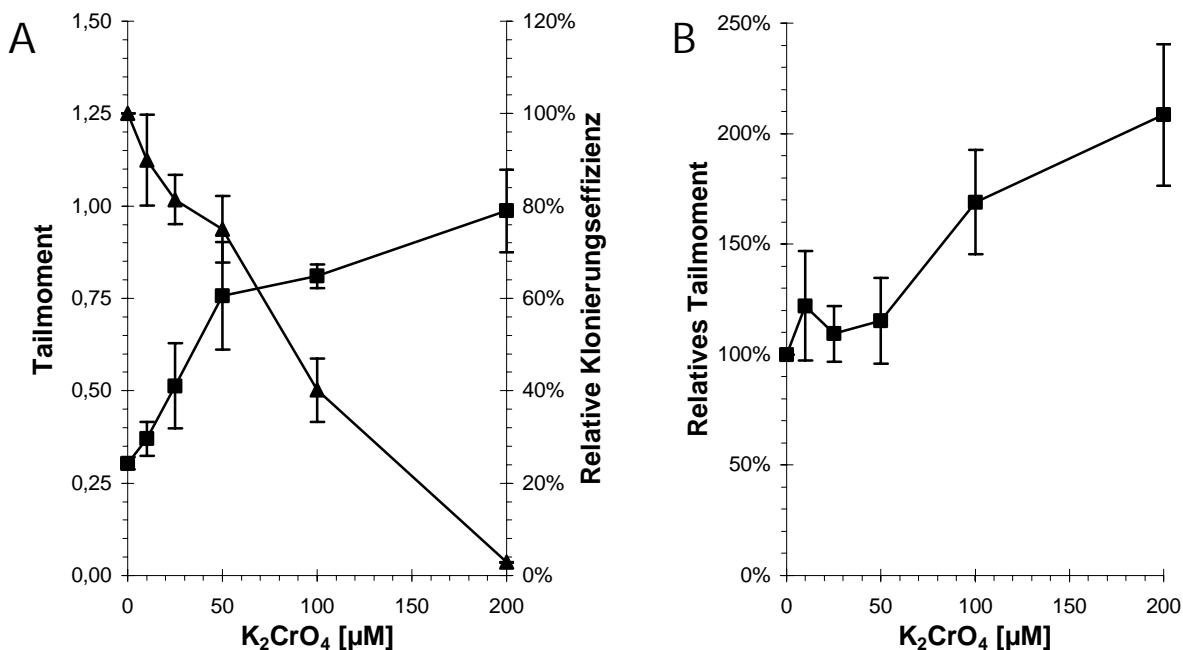 A
1,50
1,25
1,00
0,75
0,50
0,25
0,00
Tailmoment
120%
100%
80%
60%
40%
20%
0%
Relative Klonierungseffizienz
0 50 100 150 200
K₂CrO₄ [µM]
B
250%
200%
150%
100%
50%
0%
Relatives Tailmoment
0 50 100 150 200
K₂CrO₄ [µM]